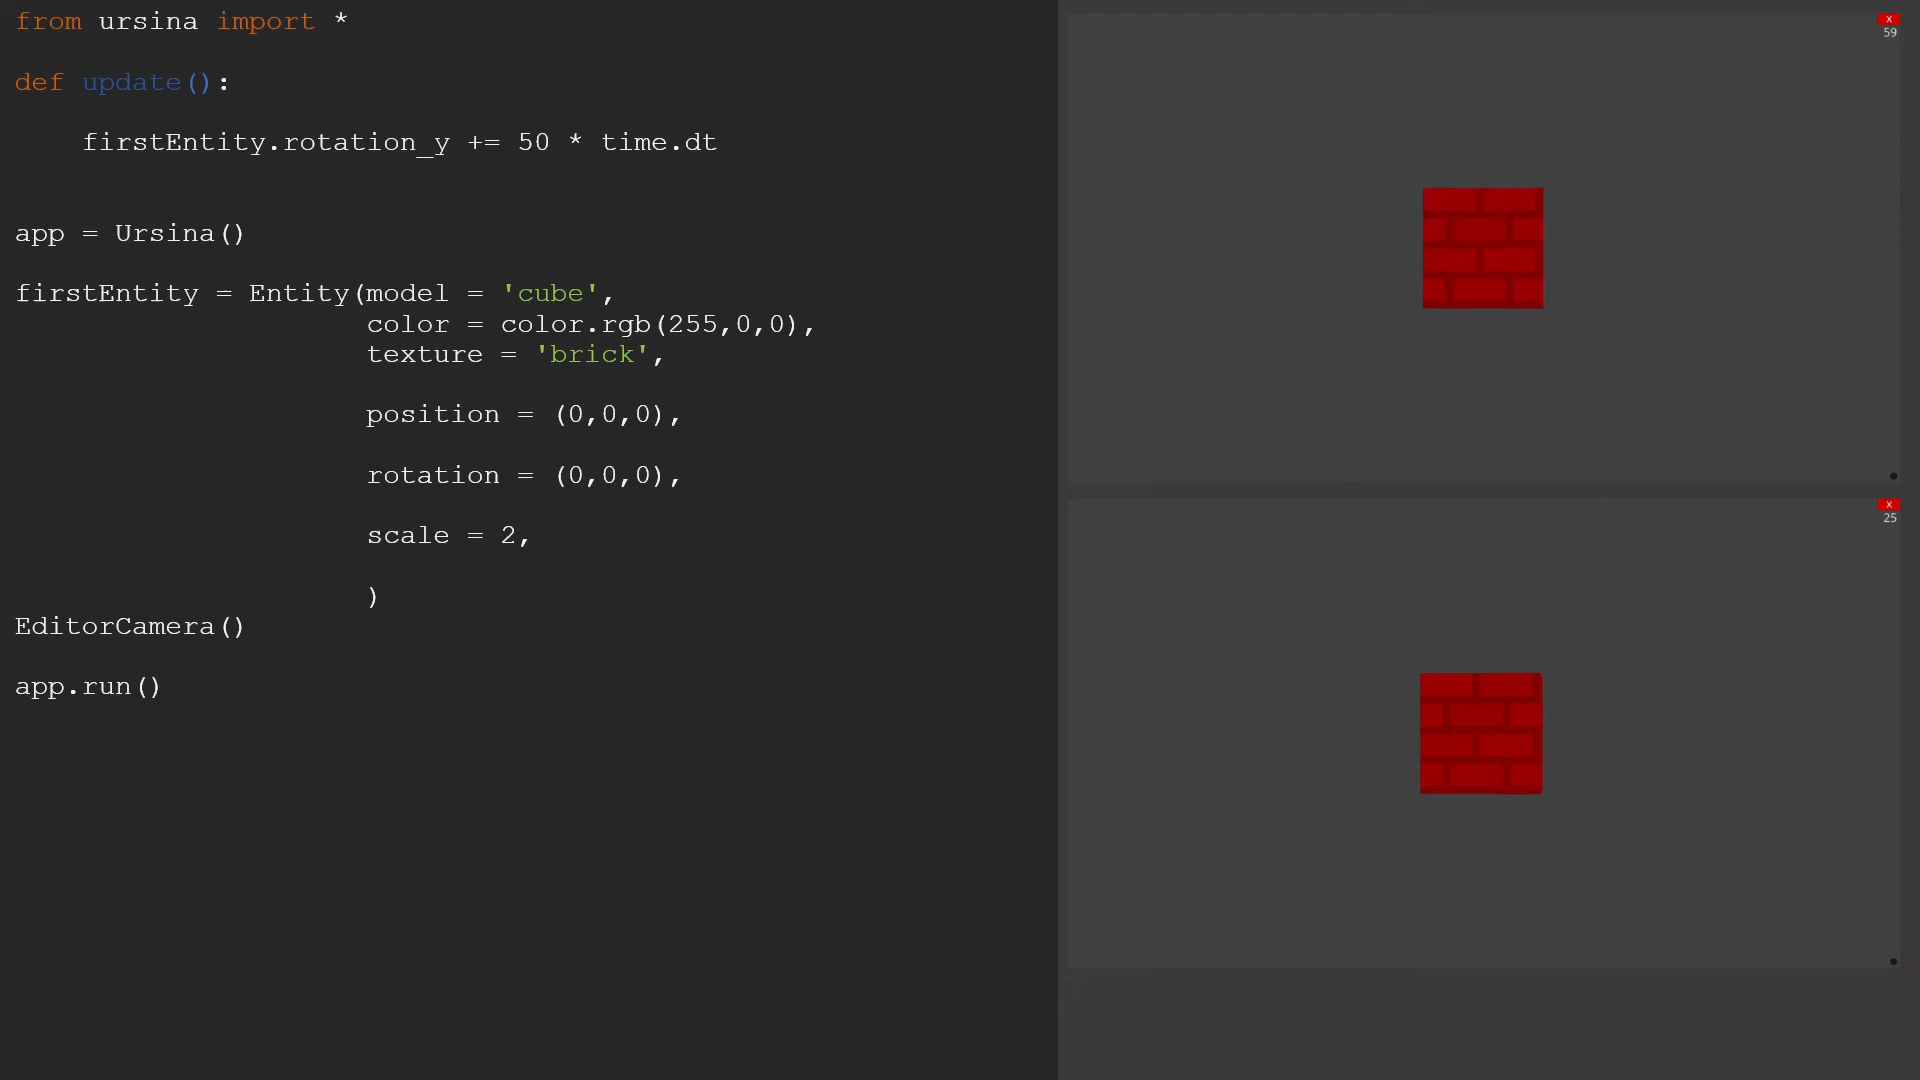 from ursina import *
def update():
firstEntity.rotation_y += 50 * time.dt
app = Ursina()
firstEntity = Entity(model = 'cube',
color = color.rgb(255,0,0),
texture = 'brick',
position = (0,0,0),
rotation = (0,0,0),
scale = 2,
)
EditorCamera()
app.run()
x
59
x
25